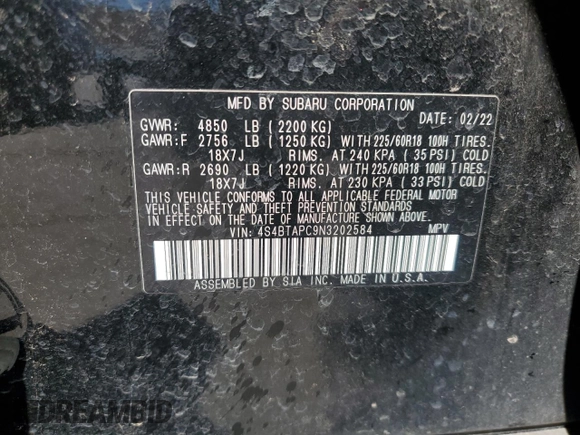 MFD BY SUBARU CORPORATION DATE: 02/22
GVWR: 4850 LB (2200 KG)
GAWR:F 2756 LB (1250 KG) WITH 225/60R18 100H TIRES.
18X7J RIMS. AT 240 KPA (35 PSI) COLD
GAWR:R 2690 LB (1220 KG) WITH 225/60R18 100H TIRES.
18X7J RIMS. AT 230 KPA (33 PSI) COLD
THIS VEHICLE CONFORMS TO ALL APPLICABLE FEDERAL MOTOR
VEHICLE SAFETY AND THEFT PREVENTION STANDARDS
IN EFFECT ON THE DATE OF MANUFACTURE SHOWN ABOVE.
VIN: 4S4BTAPC9N3202584 MPV
ASSEMBLED BY S.I.A INC. MADE IN U.S.A.
DREAMBID